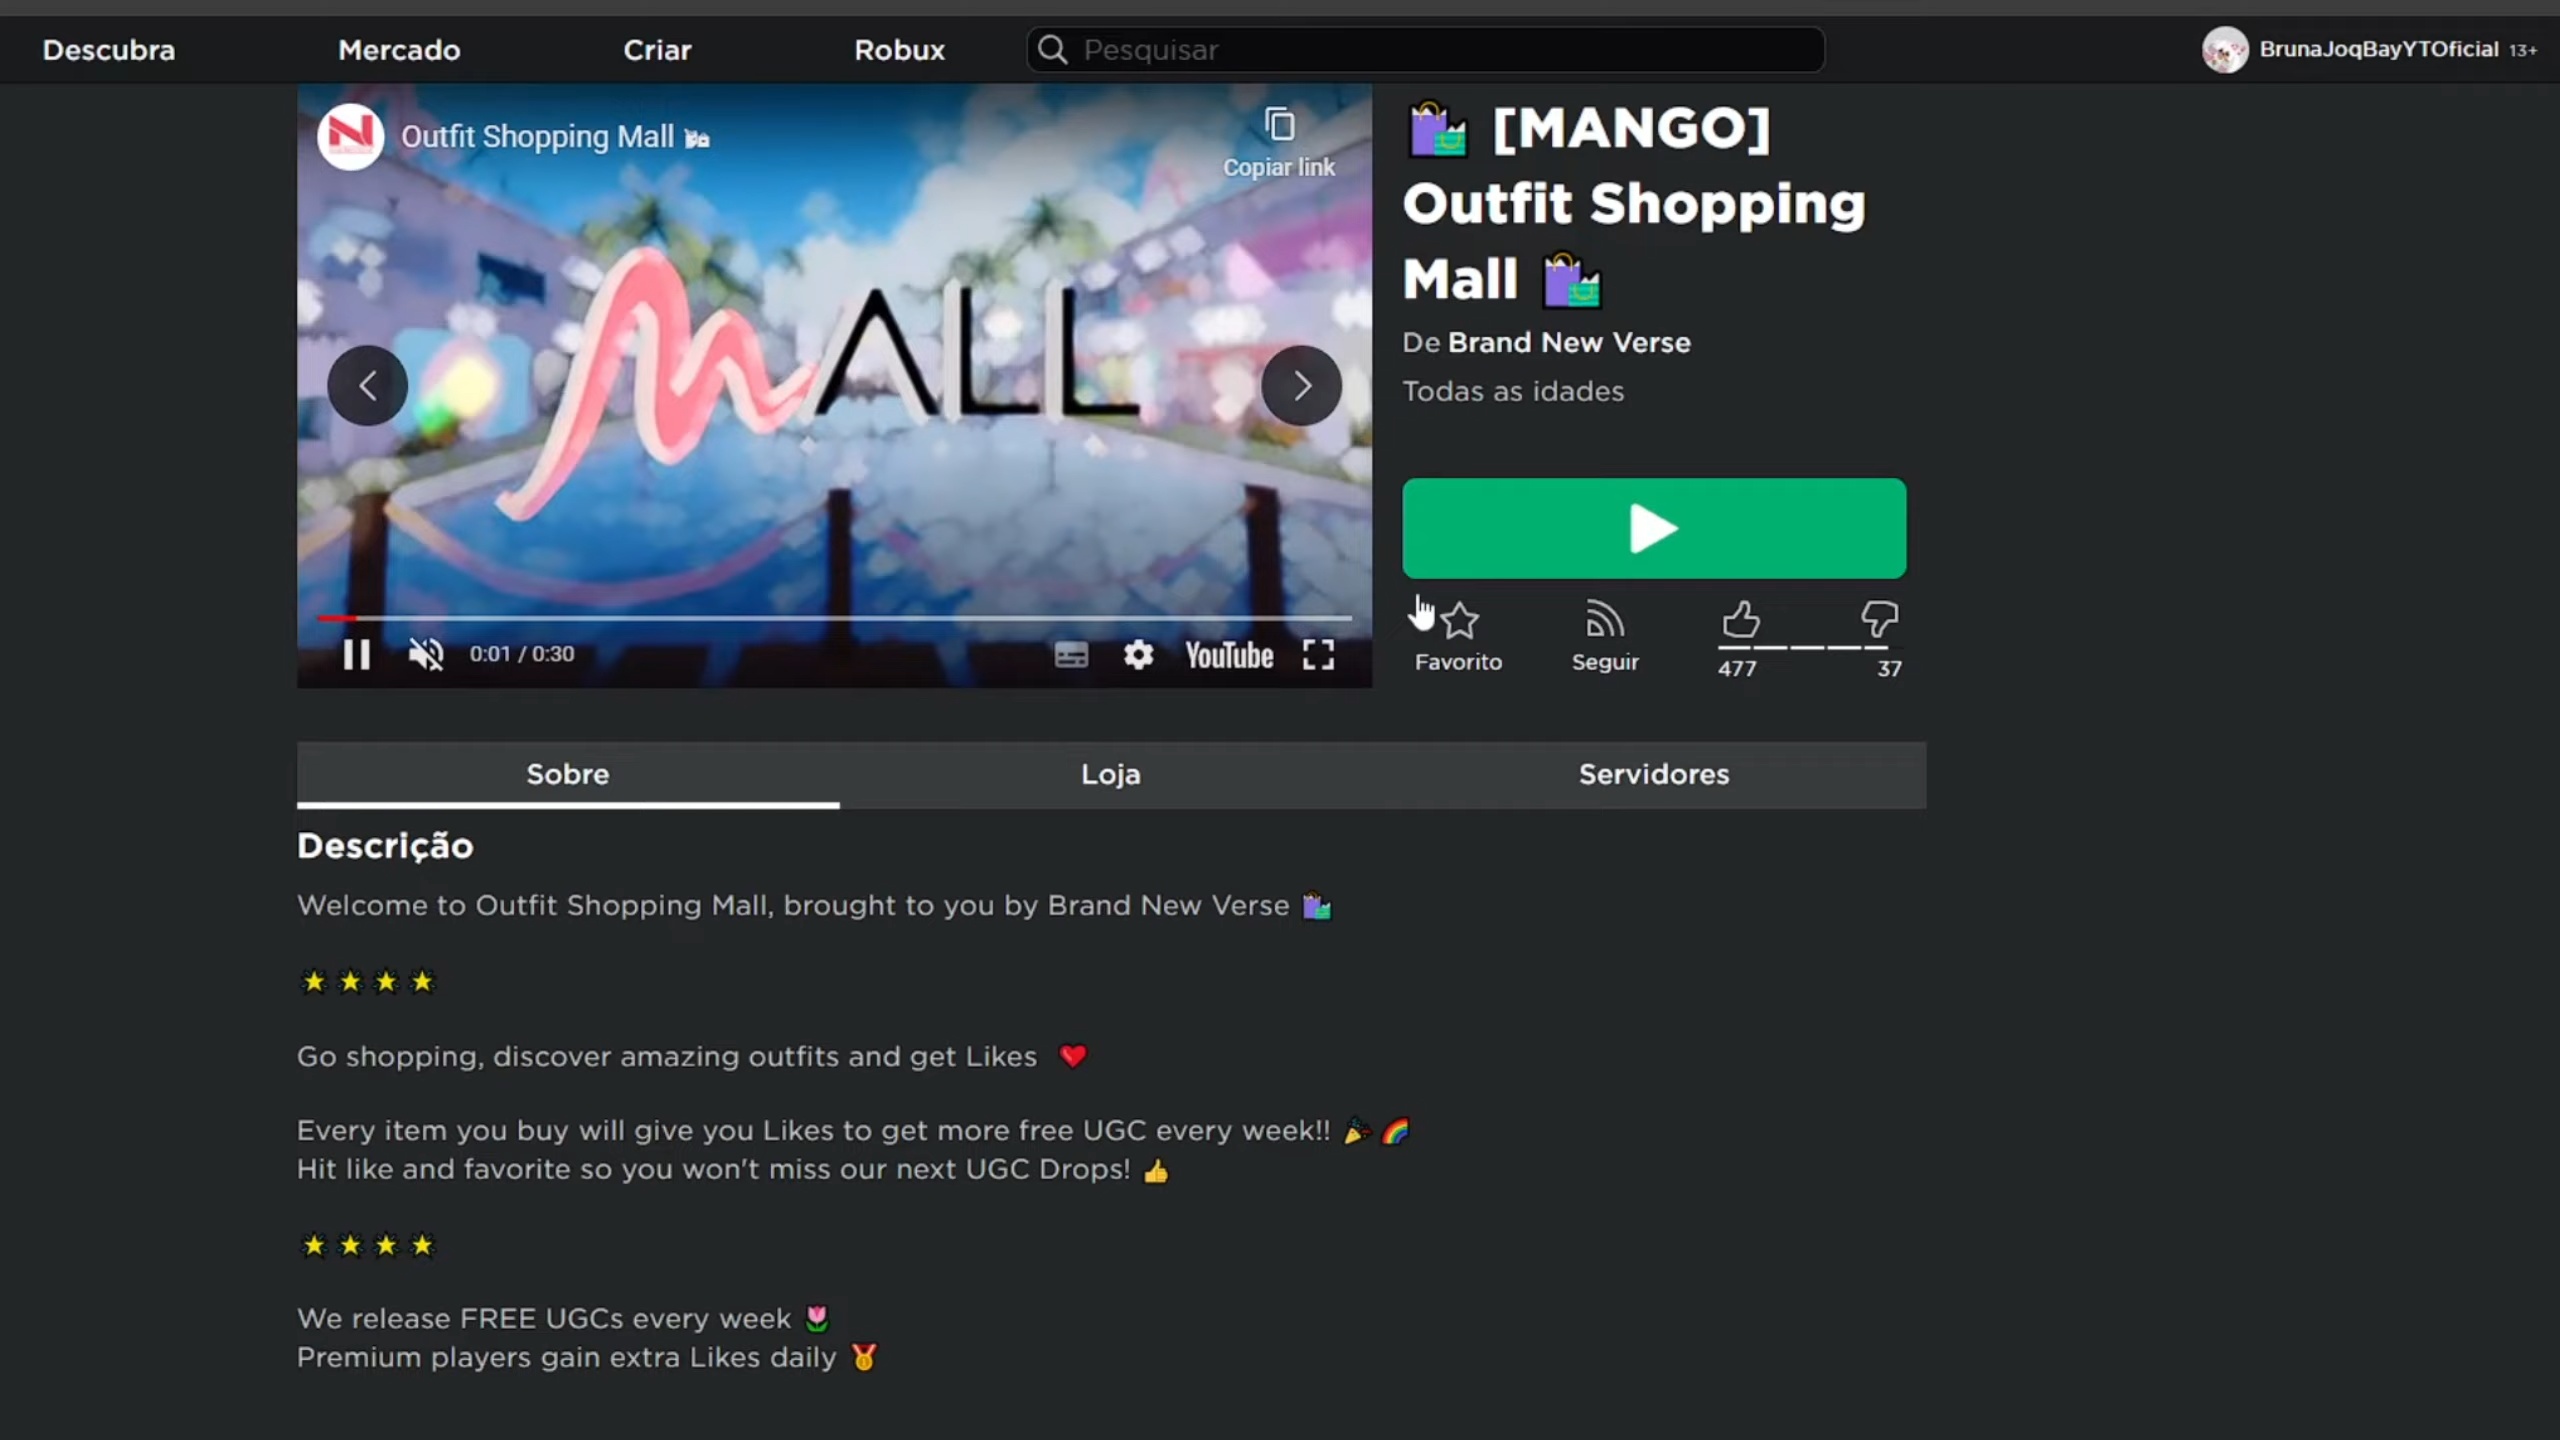 Descubra Mercado Criar Robux Pesquisar BrunaJoqBayYTOficial 13+
Outfit Shopping Mall
Copiar link
MALL
0:01 / 0:30 YouTube
[MANGO]
Outfit Shopping
Mall
De Brand New Verse
Todas as idades
Favorito Seguir 477 37
Sobre Loja Servidores
Descrição
Welcome to Outfit Shopping Mall, brought to you by Brand New Verse
Go shopping, discover amazing outfits and get Likes
Every item you buy will give you Likes to get more free UGC every week!!
Hit like and favorite so you won't miss our next UGC Drops!
We release FREE UGCs every week
Premium players gain extra Likes daily